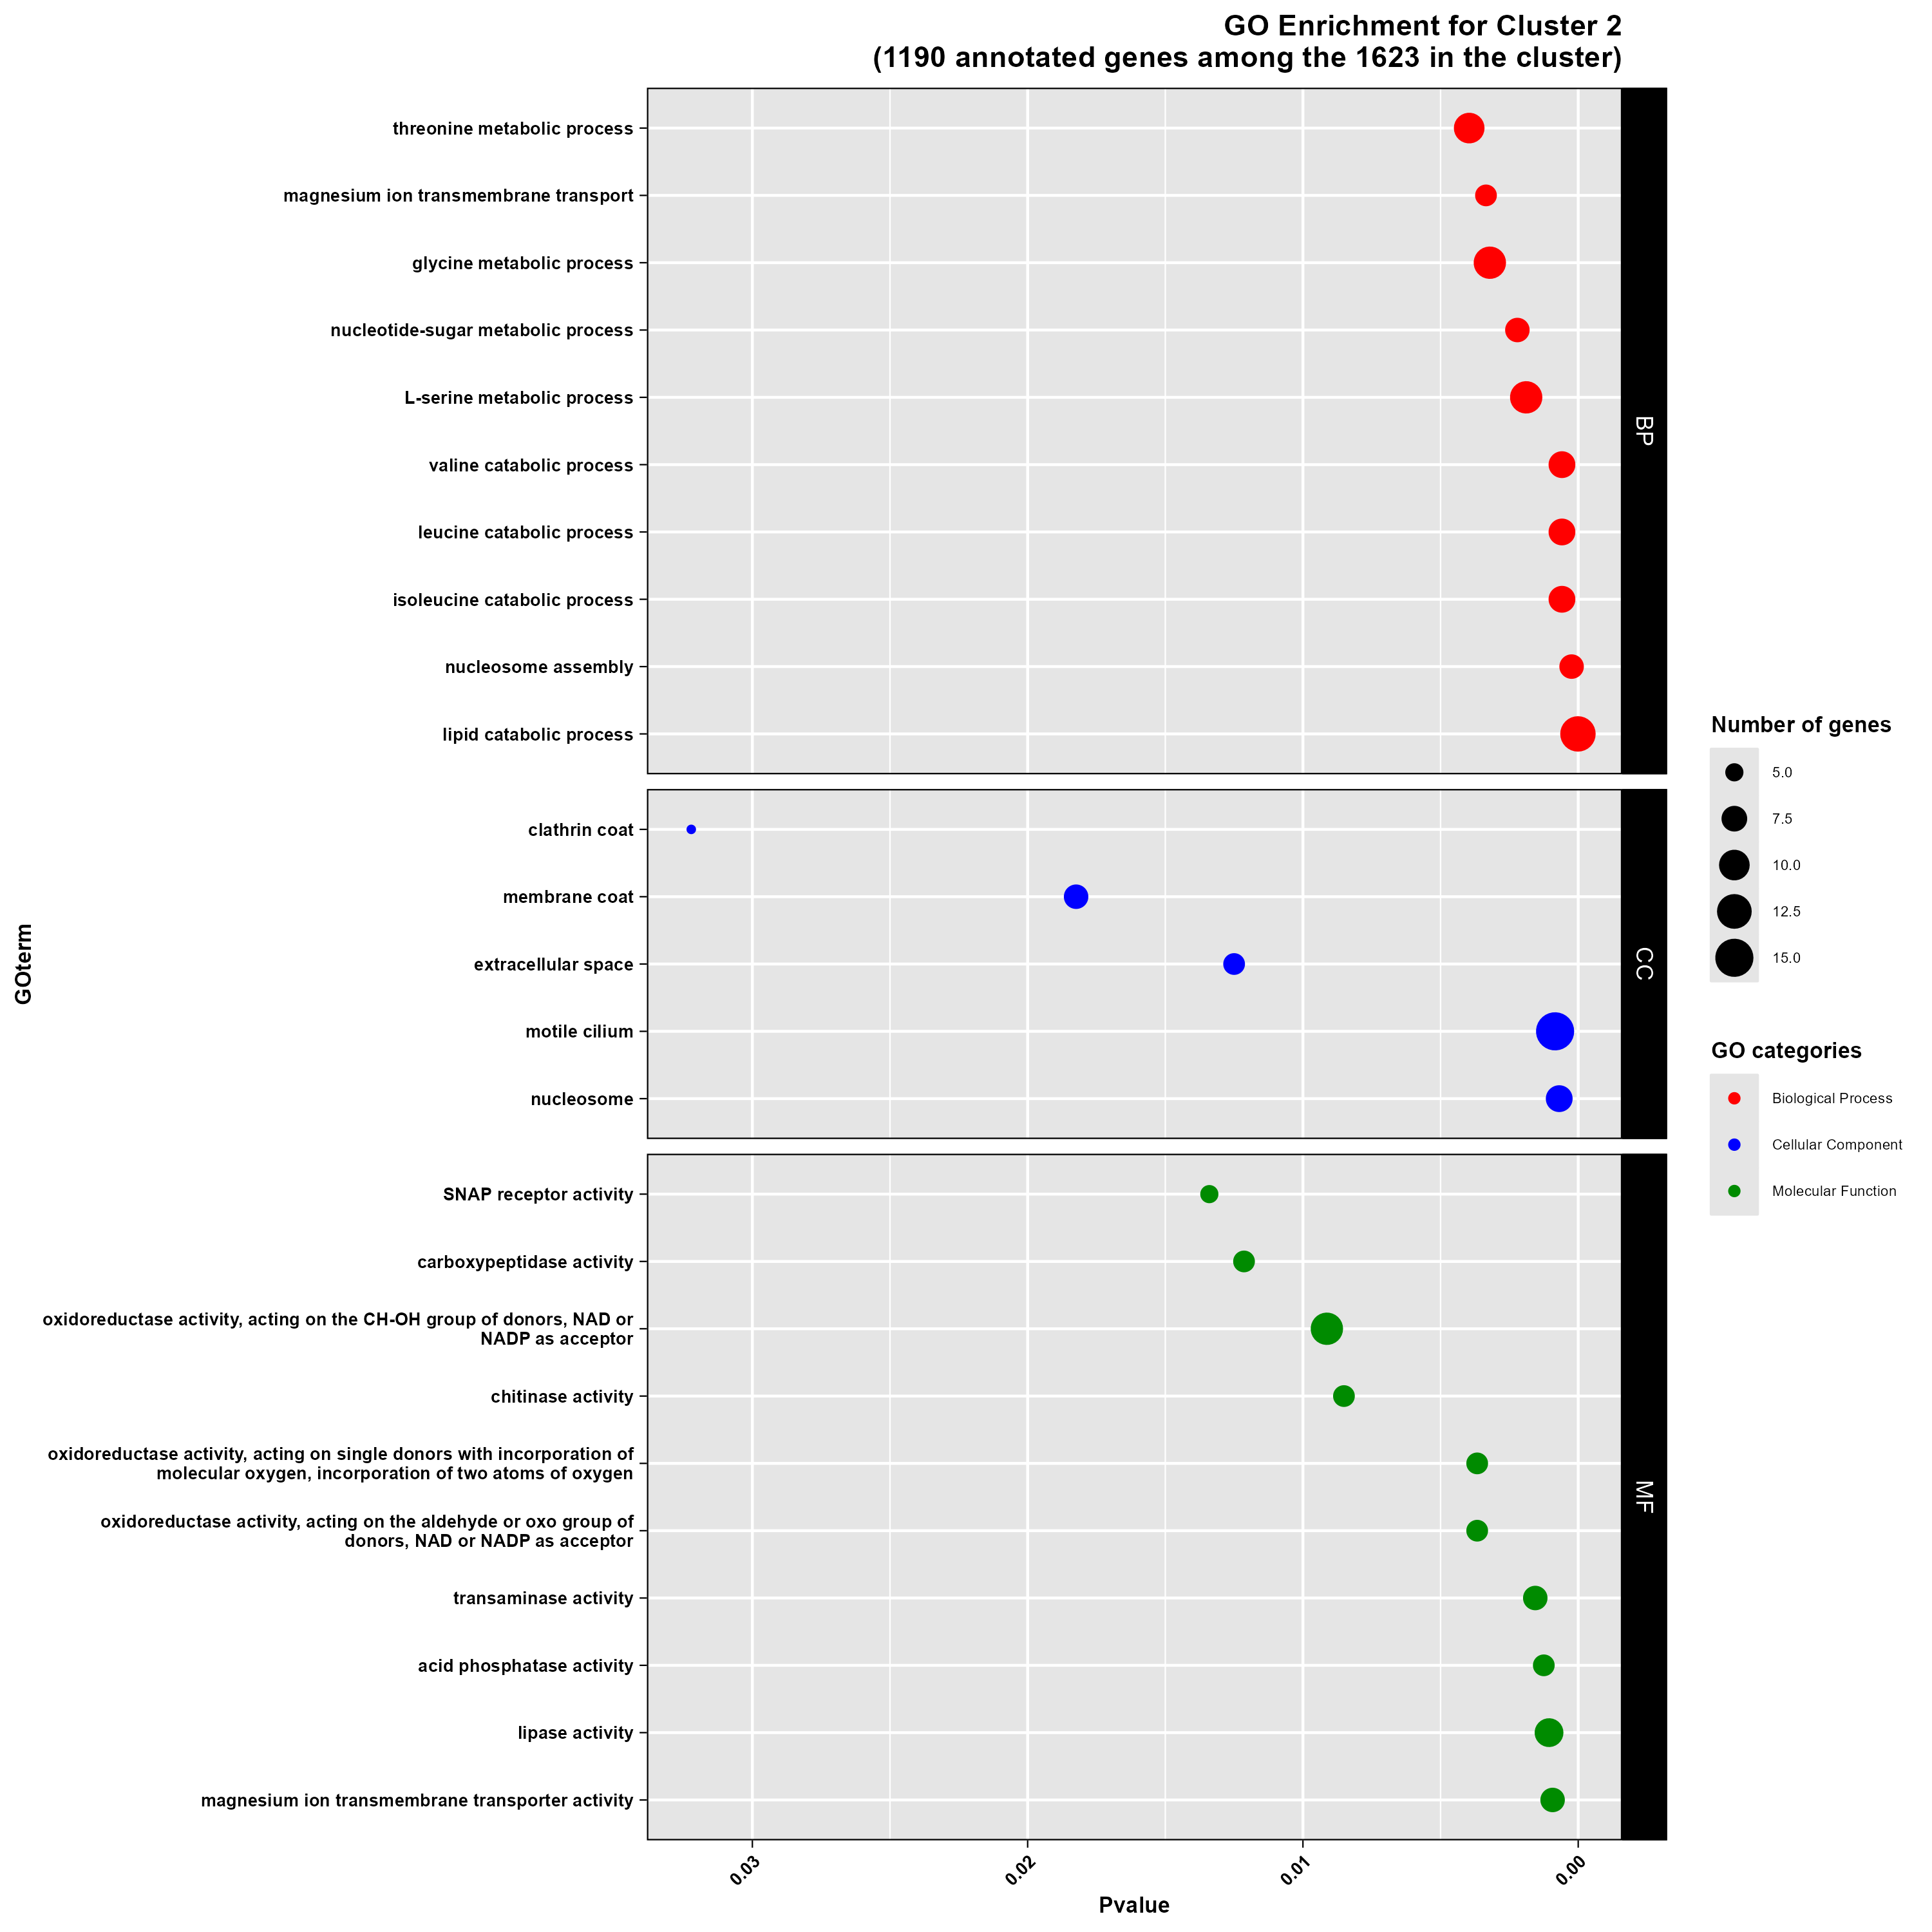 GO Enrichment for Cluster 2
(1190 annotated genes among the 1623 in the cluster)
GOterm
threonine metabolic process
magnesium ion transmembrane transport
glycine metabolic process
nucleotide-sugar metabolic process
L-serine metabolic process
valine catabolic process
leucine catabolic process
isoleucine catabolic process
nucleosome assembly
lipid catabolic process
BP
clathrin coat
membrane coat
extracellular space
motile cilium
nucleosome
CC
SNAP receptor activity
carboxypeptidase activity
oxidoreductase activity, acting on the CH-OH group of donors, NAD or
NADP as acceptor
chitinase activity
oxidoreductase activity, acting on single donors with incorporation of
molecular oxygen, incorporation of two atoms of oxygen
oxidoreductase activity, acting on the aldehyde or oxo group of
donors, NAD or NADP as acceptor
transaminase activity
acid phosphatase activity
lipase activity
magnesium ion transmembrane transporter activity
MF
0.03
0.02
0.01
0.00
Pvalue
Number of genes
5.0
7.5
10.0
12.5
15.0
GO categories
Biological Process
Cellular Component
Molecular Function